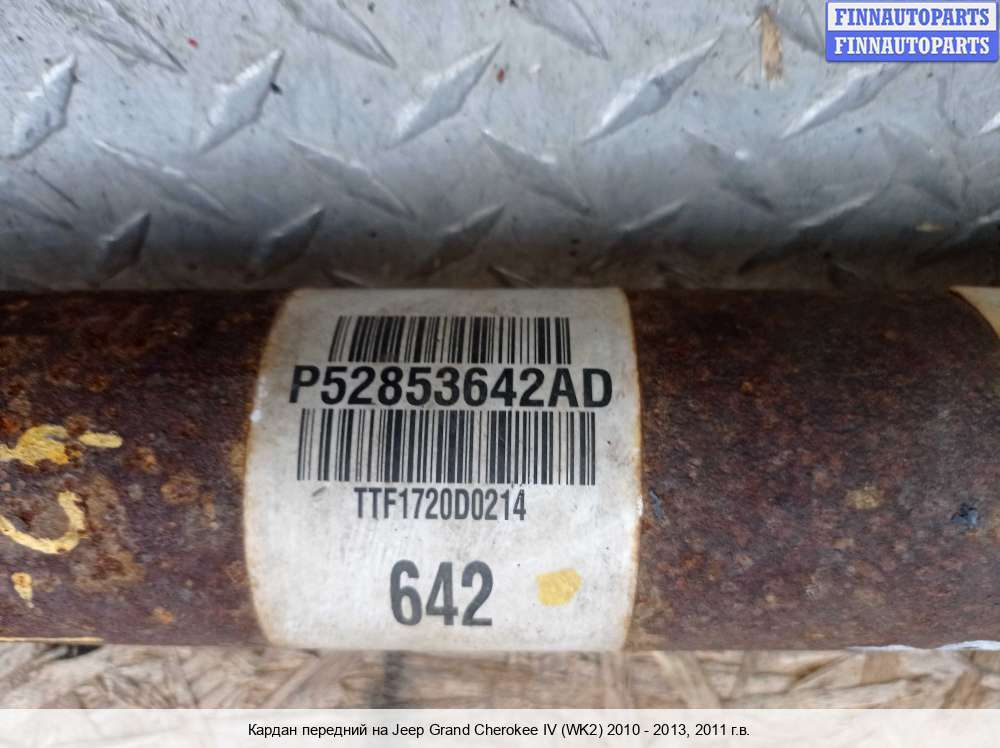 FINNAUTOPARTS
FINNAUTOPARTS
P52853642AD
TTF1720D0214
642
Кардан передний на Jeep Grand Cherokee IV (WK2) 2010 - 2013, 2011 г.в.